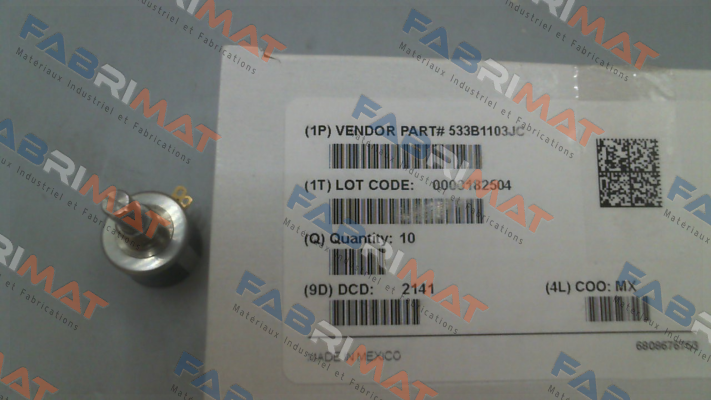 (1P) VENDOR PART# 533B1103JC
(1T) LOT CODE: 0003182504
(Q) Quantity: 10
(9D) DCD: 2141
(4L) COO: MX
MADE IN MEXICO
FABRIMAT
Materiaux Industriel et Fabrications